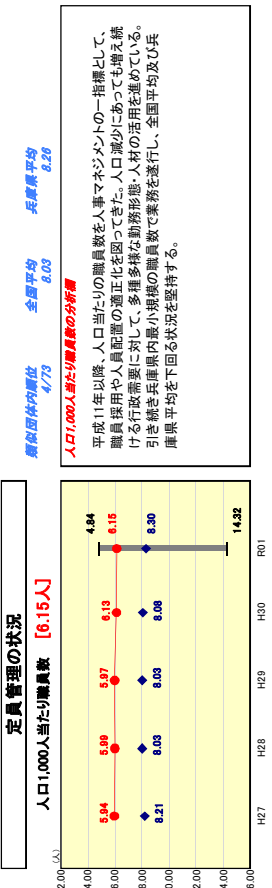 定員管理の状況
人口1,000人当たり職員数 [6.15人]
類似団体内順位 全国平均 兵庫県平均
4/73 8.03 8.26
(人)
2.00
4.00
6.00
8.00
0.00
2.00
4.00
6.00
5.94 5.99 5.97 6.13 6.15
8.21 8.03 8.03 8.08 8.30
4.84
14.32
H27 H28 H29 H30 R01
人口1,000人当たり職員数の分析欄
平成11年以降、人口当たりの職員数を人事マネジメントの一指標として、
職員採用や人員配置の適正化を図ってきた。人口減少にあっても増え続
ける行政需要に対して、多種多様な勤務形態・人材の活用を進めている。
引き続き兵庫県内最小規模の職員数で業務を遂行し、全国平均及び兵
庫県平均を下回る状況を堅持する。